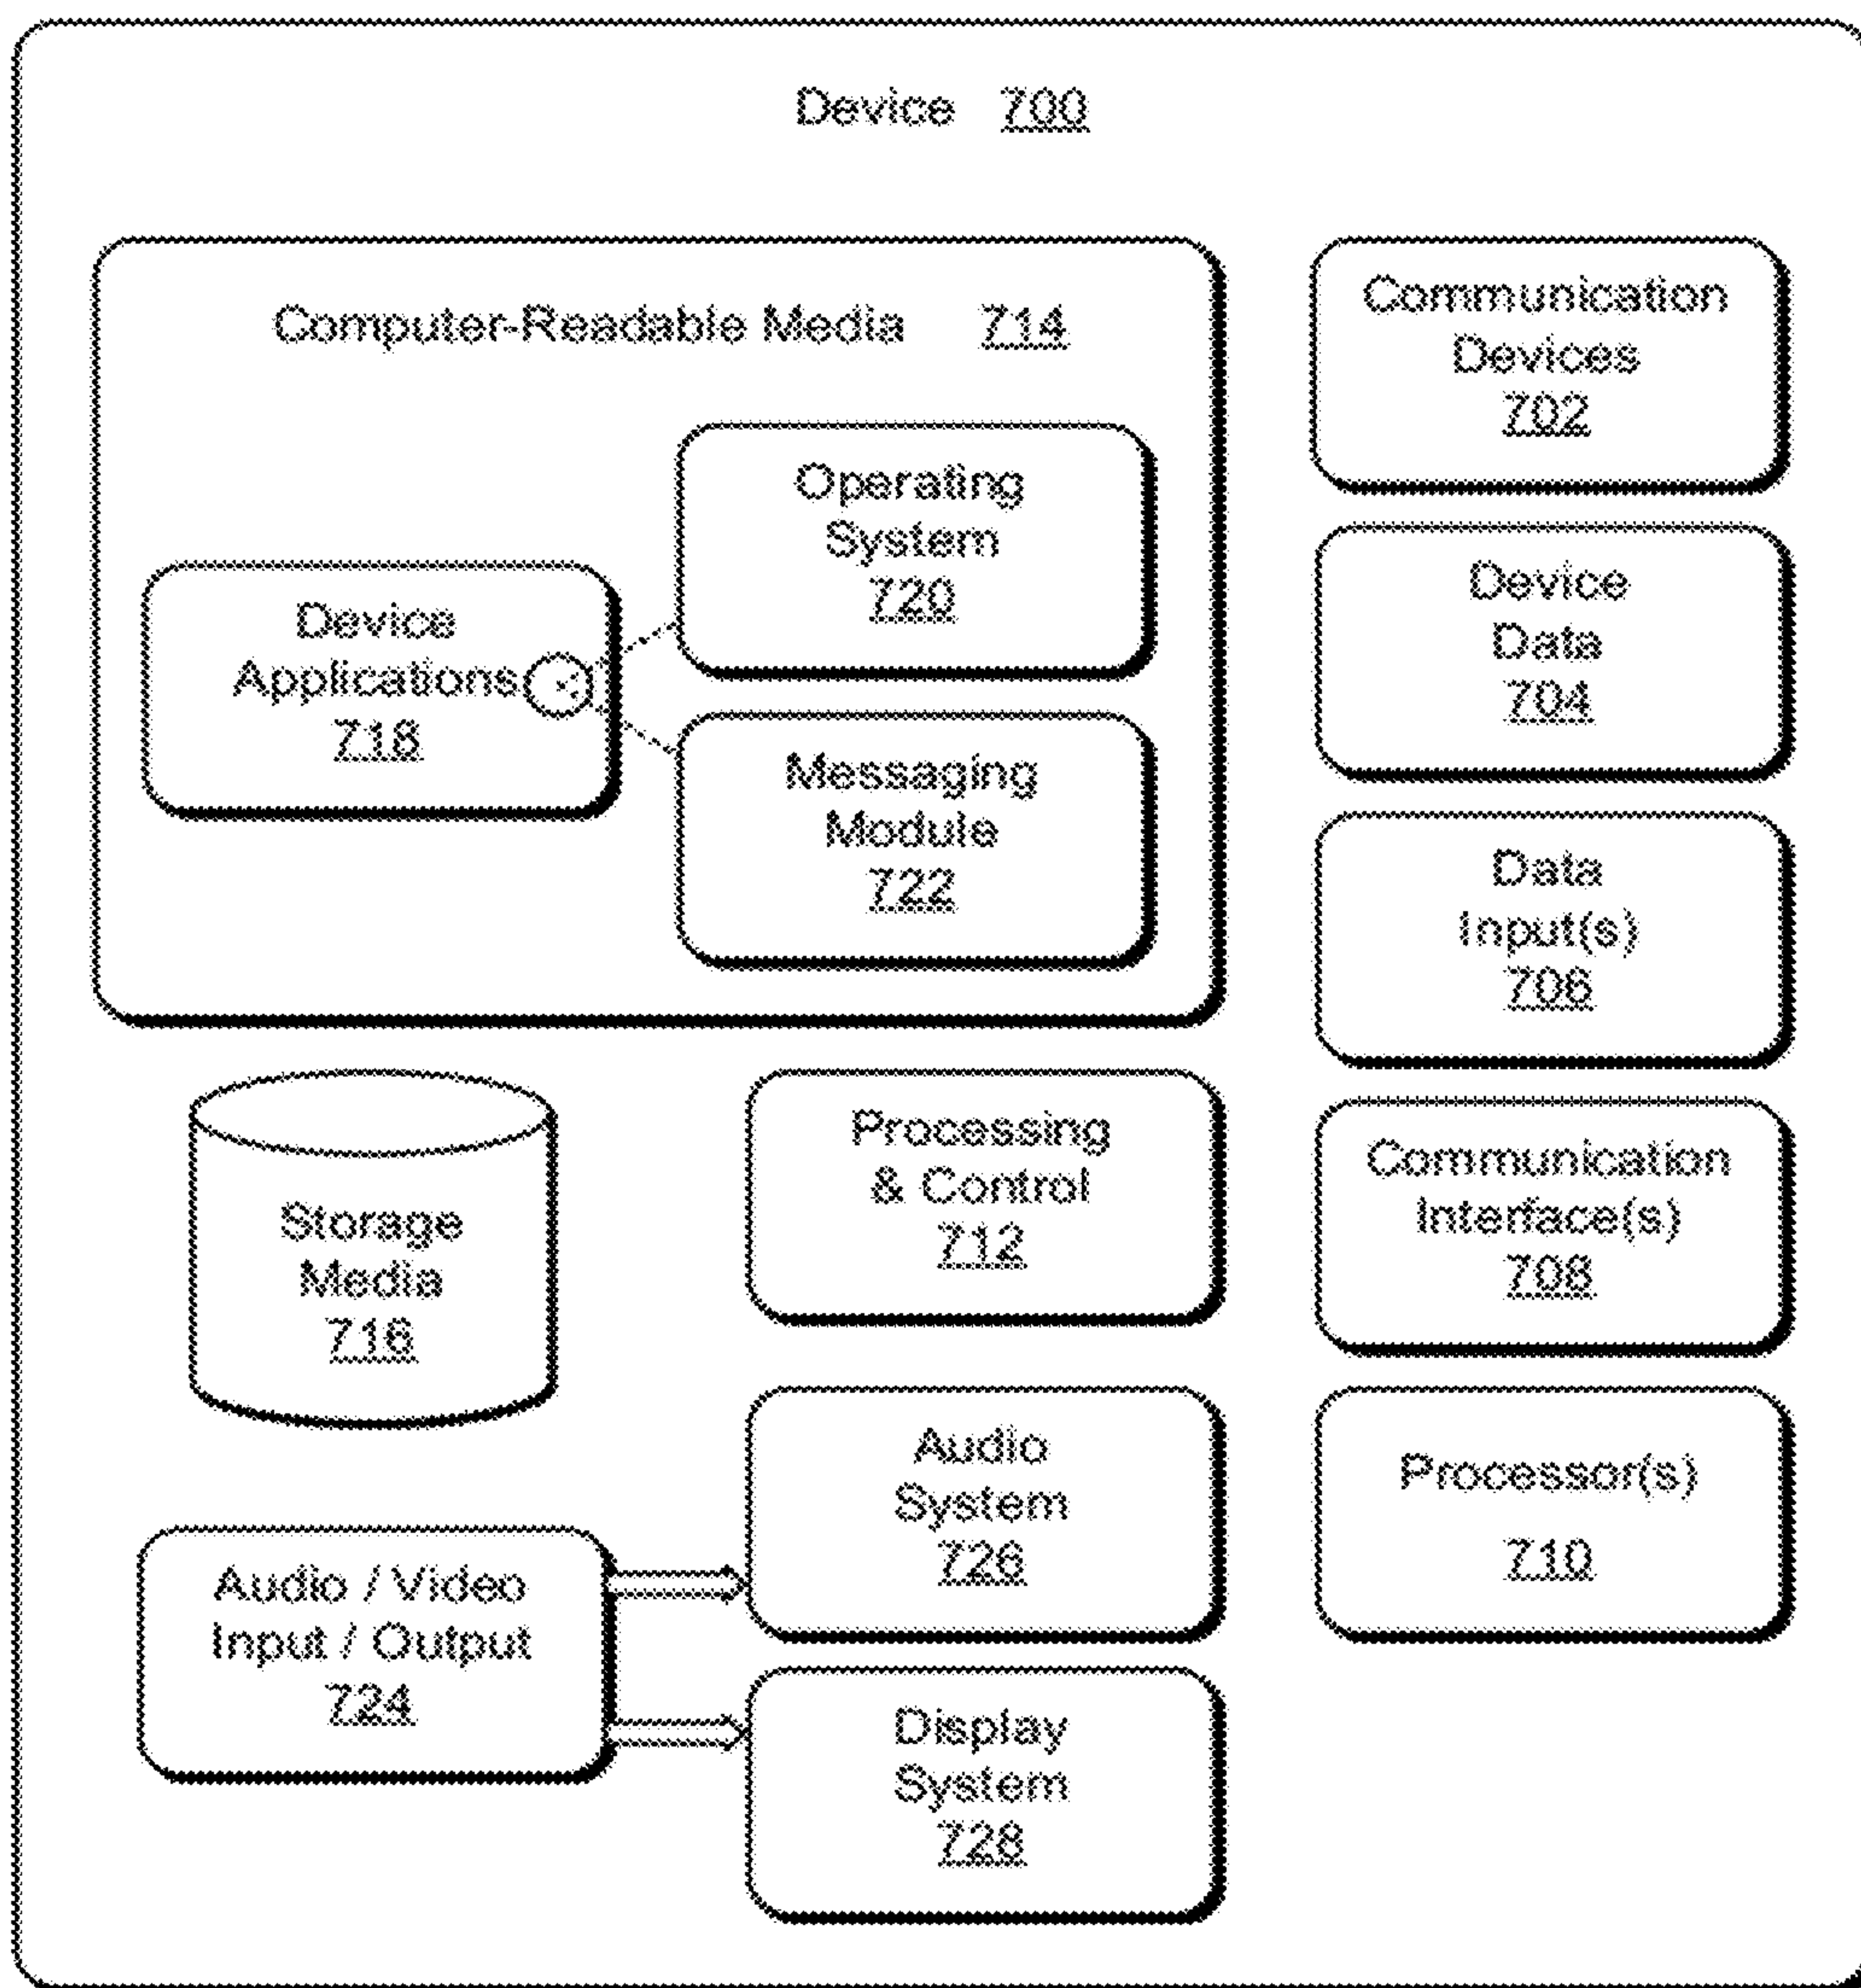 Device 700
Computer-Readable Media 714
Operating
System
720
Device
Applications
718
Messaging
Module
722
Communication
Devices
702
Device
Data
704
Data
Input(s)
706
Communication
Interface(s)
708
Processor(s)
710
Storage
Media
716
Processing
& Control
712
Audio / Video
Input / Output
724
Audio
System
726
Display
System
728